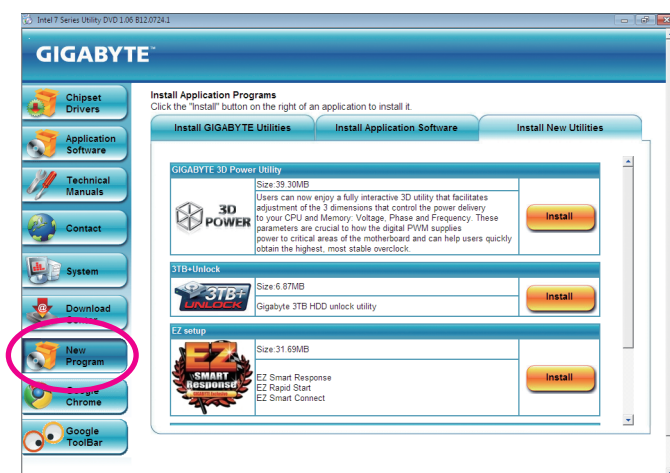 Intel 7 Series Utility DVD 1.06 B12.0724.1
GIGABYTE™
Chipset
Drivers
Application
Software
Technical
Manuals
Contact
System
Download
New
Program
Google
Chrome
Google
ToolBar
Install Application Programs
Click the "Install" button on the right of an application to install it.
Install GIGABYTE Utilities
Install Application Software
Install New Utilities
GIGABYTE 3D Power Utility
3D
POWER
Size:39.30MB
Users can now enjoy a fully interactive 3D utility that facilitates
adjustment of the 3 dimensions that control the power delivery
to your CPU and Memory: Voltage, Phase and Frequency. These
parameters are crucial to how the digital PWM supplies
power to critical areas of the motherboard and can help users quickly
obtain the highest, most stable overclock.
Install
3TB+Unlock
3TB+
UNLOCK
Size:6.87MB
Gigabyte 3TB HDD unlock utility
Install
EZ setup
EZ
SMART
Response
Size:31.69MB
EZ Smart Response
EZ Rapid Start
EZ Smart Connect
Install